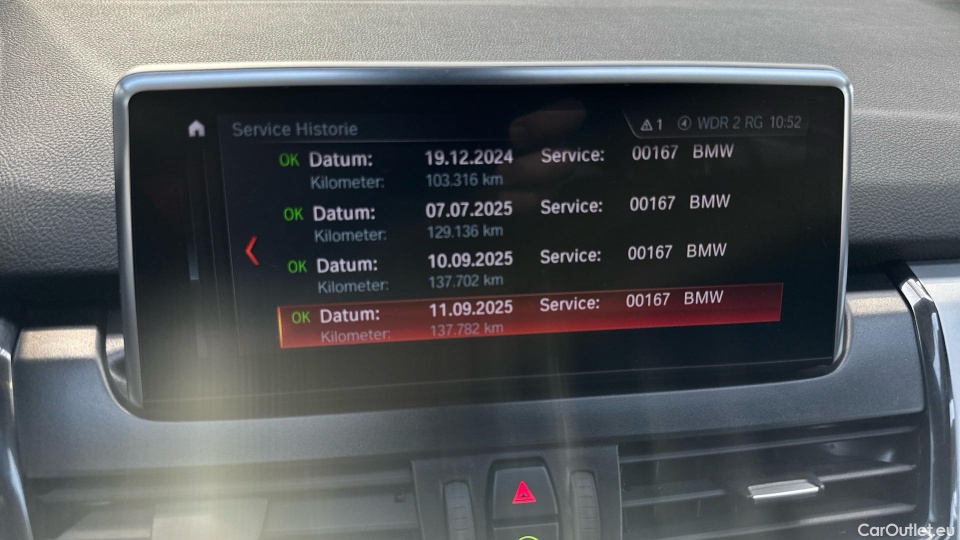 Service Historie
1 WDR 2 RG 10:52
OK Datum: 19.12.2024 Service: 00167 BMW
Kilometer: 103.316 km
OK Datum: 07.07.2025 Service: 00167 BMW
Kilometer: 129.136 km
OK Datum: 10.09.2025 Service: 00167 BMW
Kilometer: 137.702 km
OK Datum: 11.09.2025 Service: 00167 BMW
Kilometer: 137.782 km
CarOutlet.eu